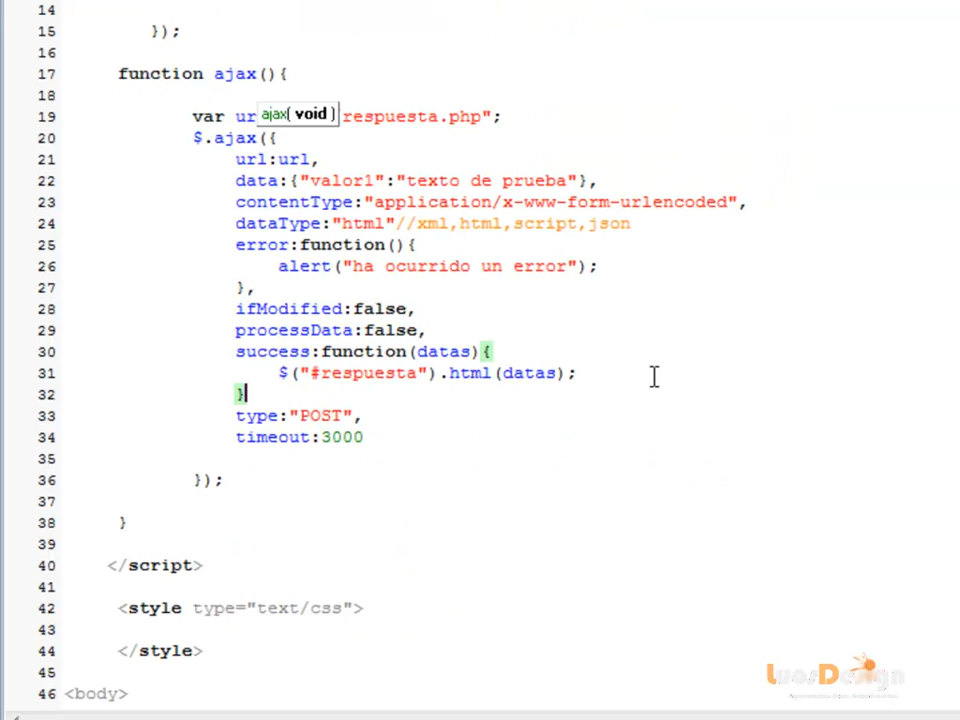 14
15 });
16
17 function ajax(){
18
19 var ur ajax( void ) respuesta.php";
20 $.ajax({
21 url:url,
22 data:{"valor1":"texto de prueba"},
23 contentType:"application/x-www-form-urlencoded",
24 dataType:"html"//xml,html,script,json
25 error:function(){
26 alert("ha ocurrido un error");
27 },
28 ifModified:false,
29 processData:false,
30 success:function(datas){
31 $("#respuesta").html(datas);
32 }
33 type:"POST",
34 timeout:3000
35
36 });
37
38 }
39
40 </script>
41
42 <style type="text/css">
43
44 </style>
45
46 <body>
LuosDesign